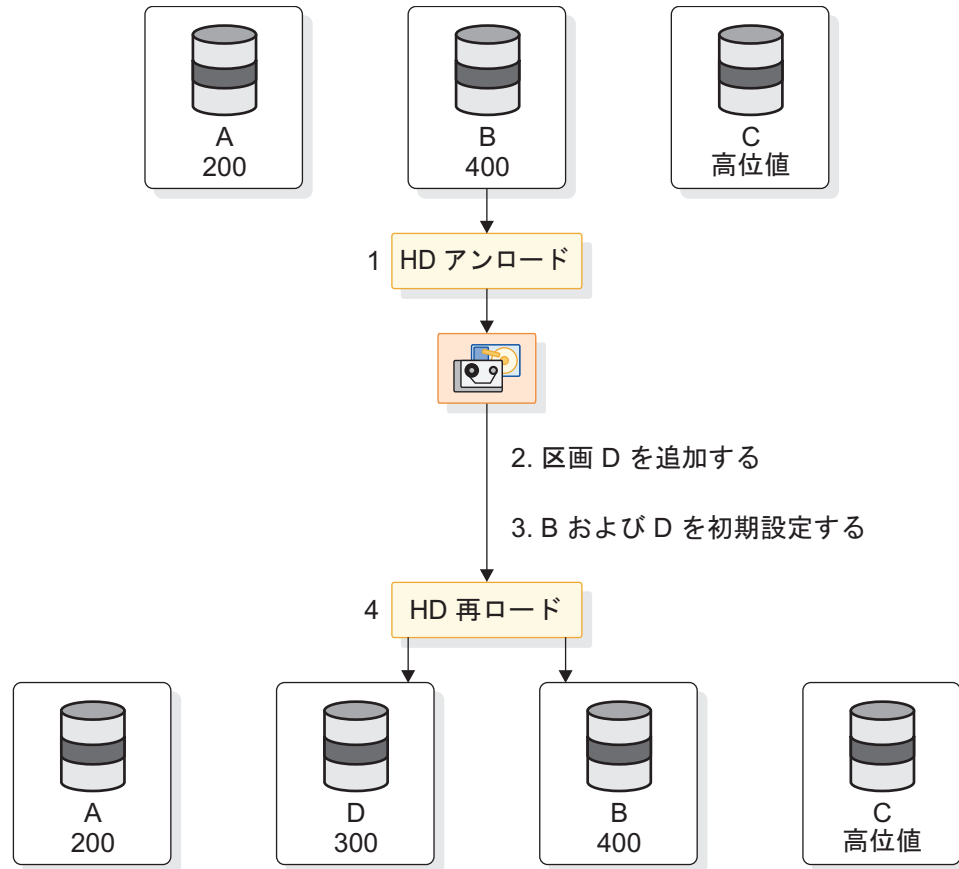 A
200
B
400
C
高位値
1
HD アンロード
2. 区画 D を追加する
3. B および D を初期設定する
4
HD 再ロード
A
200
D
300
B
400
C
高位値